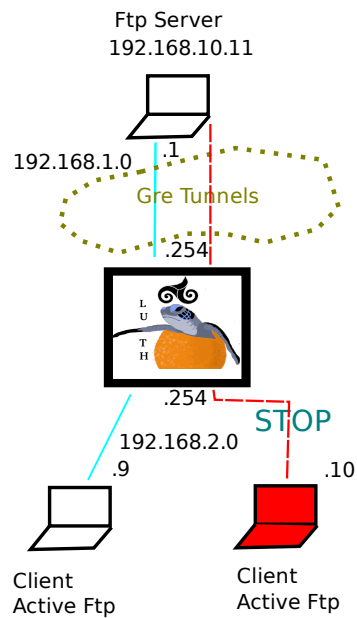 Ftp Server
192.168.10.11
.1
192.168.1.0
Gre Tunnels
.254
L
U I
T
H
.254
STOP
192.168.2.0
.9
.10
Client
Active Ftp
Client
Active Ftp